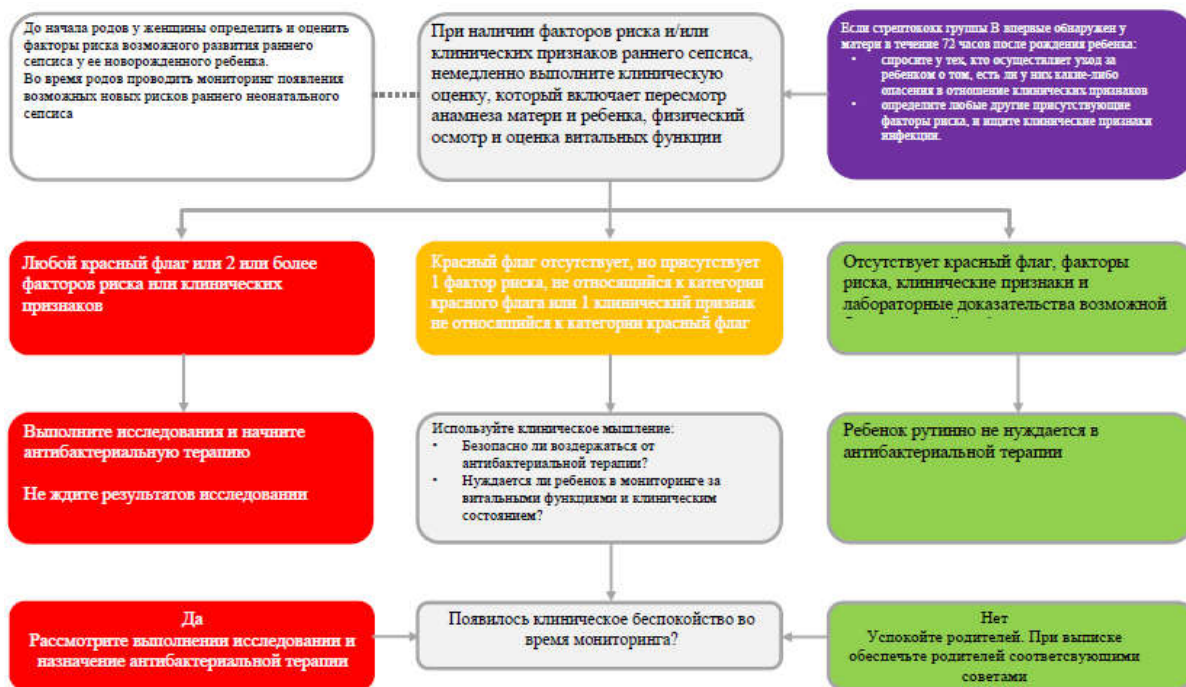 До начала родов у женщины определить и оценить
факторы риска возможного развития раннего
сепсиса у ее новорожденного ребенка.
Во время родов проводить мониторинг появления
возможных новых рисков раннего неонатального
сепсиса
При наличии факторов риска и/или
клинических признаков раннего сепсиса,
немедленно выполните клиническую
оценку, который включает пересмотр
анамнеза матери и ребенка, физический
осмотр и оценка витальных функции
Если стрептококк группы В впервые обнаружен у
матери в течение 72 часов после рождения ребенка:
• спросите у тех, кто осуществляет уход за
ребенком о том, есть ли у них какие-либо
опасения в отношение клинических признаков
• определите любые другие присутствующие
факторы риска, и ищите клинические признаки
инфекции.
Любой красный флаг или 2 или более
факторов риска или клинических
признаков
Красный флаг отсутствует, но присутствует
1 фактор риска, не относящийся к категории
красного флага или 1 клинический признак
не относящийся к категории красный флаг
Отсутствует красный флаг, факторы
риска, клинические признаки и
лабораторные доказательства возможной
Выполните исследования и начните
антибактериальную терапию
Не ждите результатов исследовании
Используйте клиническое мышление:
• Безопасно ли воздержаться от
антибактериальной терапии?
• Нуждается ли ребенок в мониторинге за
витальными функциями и клиническим
состоянием?
Ребенок рутинно не нуждается в
антибактериальной терапии
Да
Рассмотрите выполнении исследовании и
назначение антибактериальной терапии
Появилось клиническое беспокойство во
время мониторинга?
Нет
Успокойте родителей. При выписке
обеспечьте родителей соответсвующими
советами